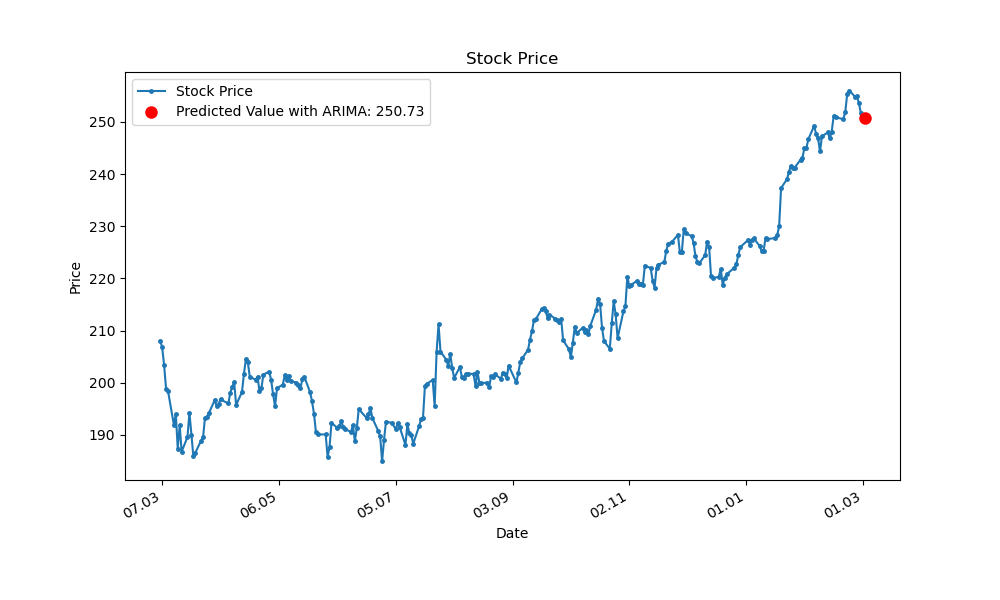 Stock Price
Stock Price
Predicted Value with ARIMA: 250.73
250
240
230
220
210
200
190
Price
07.03
06.05
05.07
03.09
02.11
01.01
01.03
Date